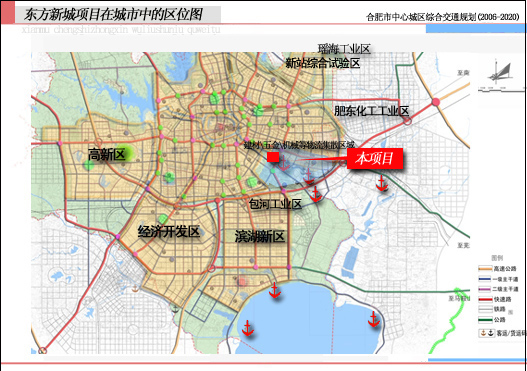 东方新城项目在城市中的区位图
合肥市中心城区综合交通规划(2006-2020)
瑶海工业区
新站综合试验区
肥东化工工业区
建材\五金\机械等物流集散区域
本项目
高新区
包河工业区
经济开发区
滨湖新区
图例
高速公路
一级主干道
二级主干道
快速路
铁路
公路
客运/货运码